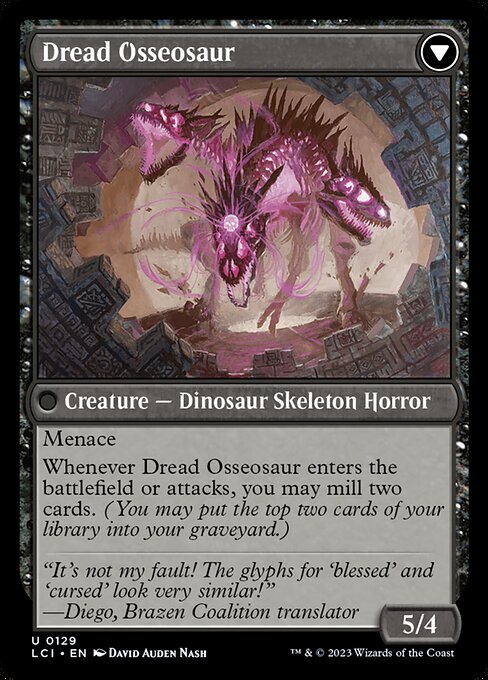 Dread Osseosaur
Creature — Dinosaur Skeleton Horror
Menace
Whenever Dread Osseosaur enters the
battlefield or attacks, you may mill two
cards. (You may put the top two cards of your
library into your graveyard.)
“It’s not my fault! The glyphs for ‘blessed’ and
‘cursed’ look very similar!”
—Diego, Brazen Coalition translator
5/4
U 0129
LCI • EN DAVID AUDEN NASH
™ & © 2023 Wizards of the Coast